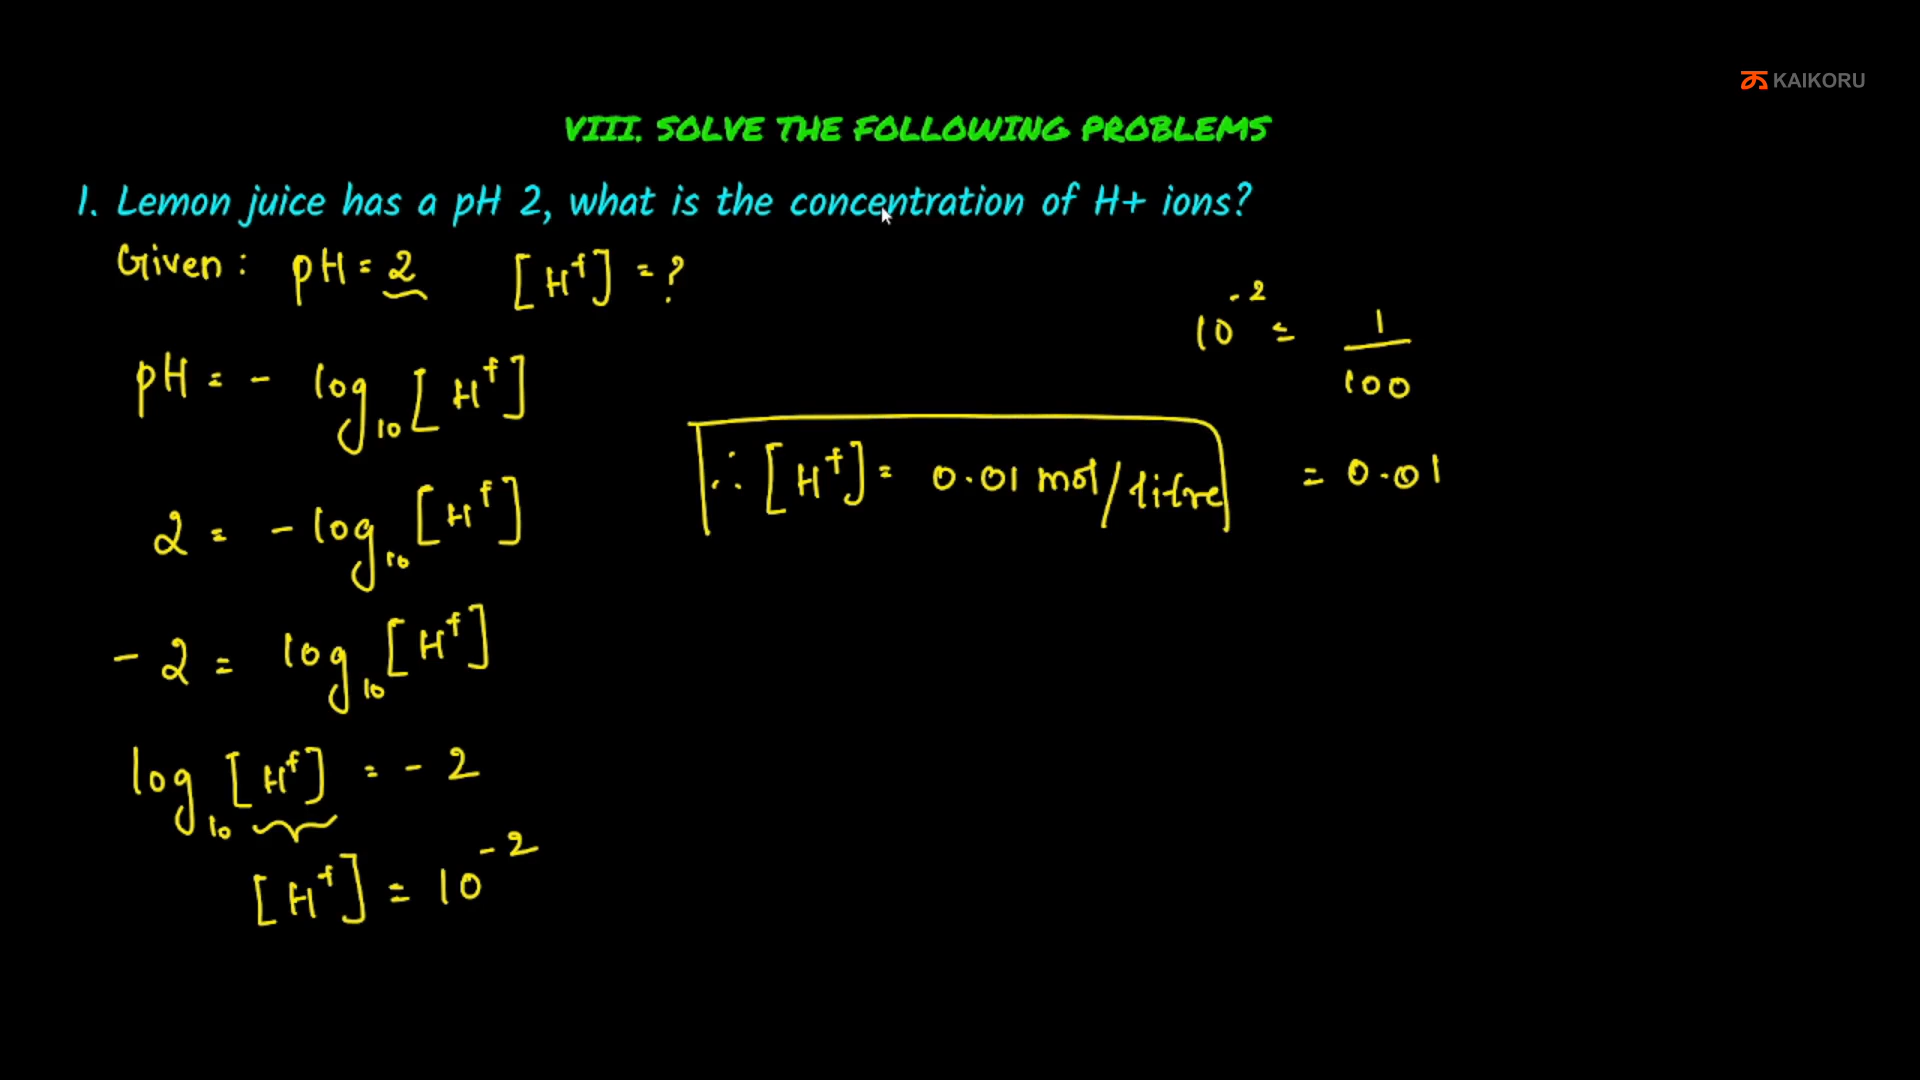 KAIKORU
VIII. SOLVE THE FOLLOWING PROBLEMS
1. Lemon juice has a pH 2, what is the concentration of H+ ions?
Given : pH = 2 [H⁺] = ?
pH = - log₁₀ [H⁺]
2 = - log₁₀ [H⁺]
- 2 = log₁₀ [H⁺]
log₁₀ [H⁺] = - 2
[H⁺] = 10⁻²
10⁻² = 1/100
= 0.01
∴ [H⁺] = 0.01 mol/litre